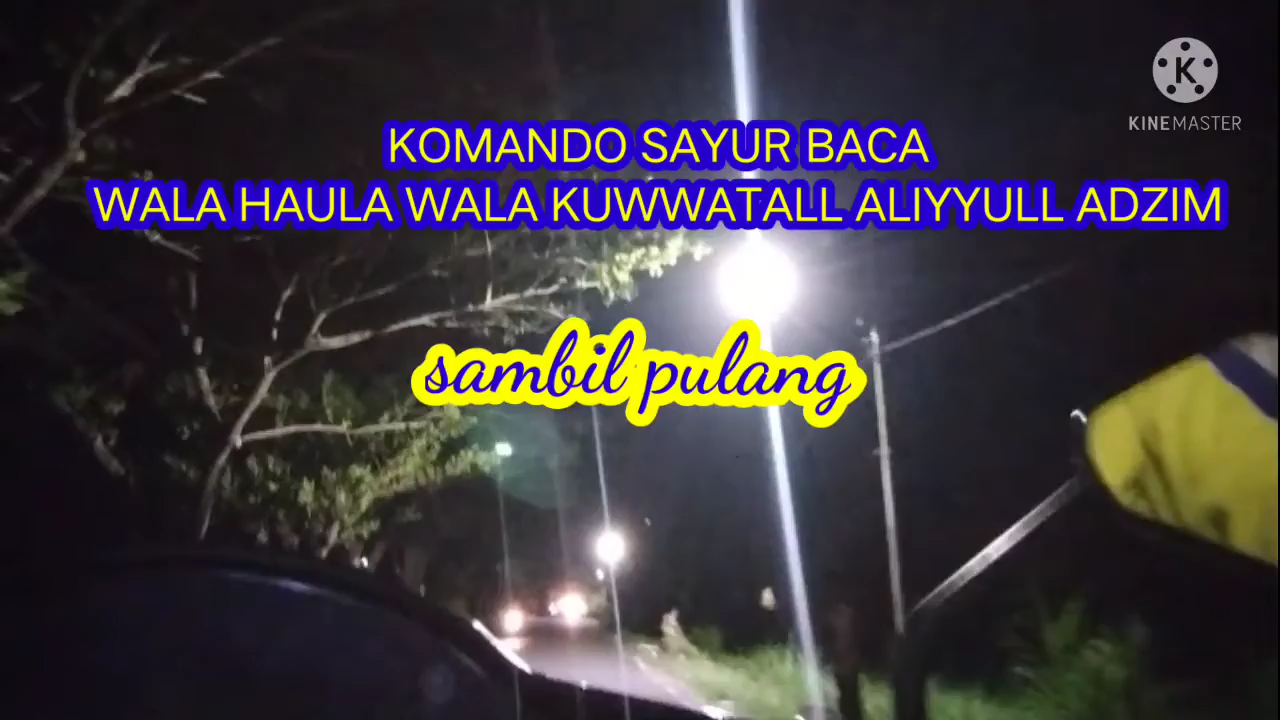 KINEMASTER
KOMANDO SAYUR BACA
WALA HAULA WALA KUWWATALL ALIYYULL ADZIM
sambil pulang